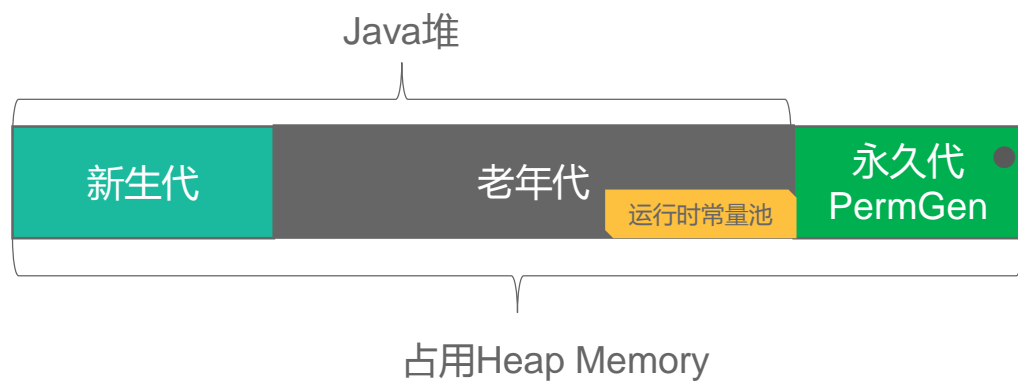 Java堆
新生代
老年代
运行时常量池
永久代
PermGen
占用Heap Memory